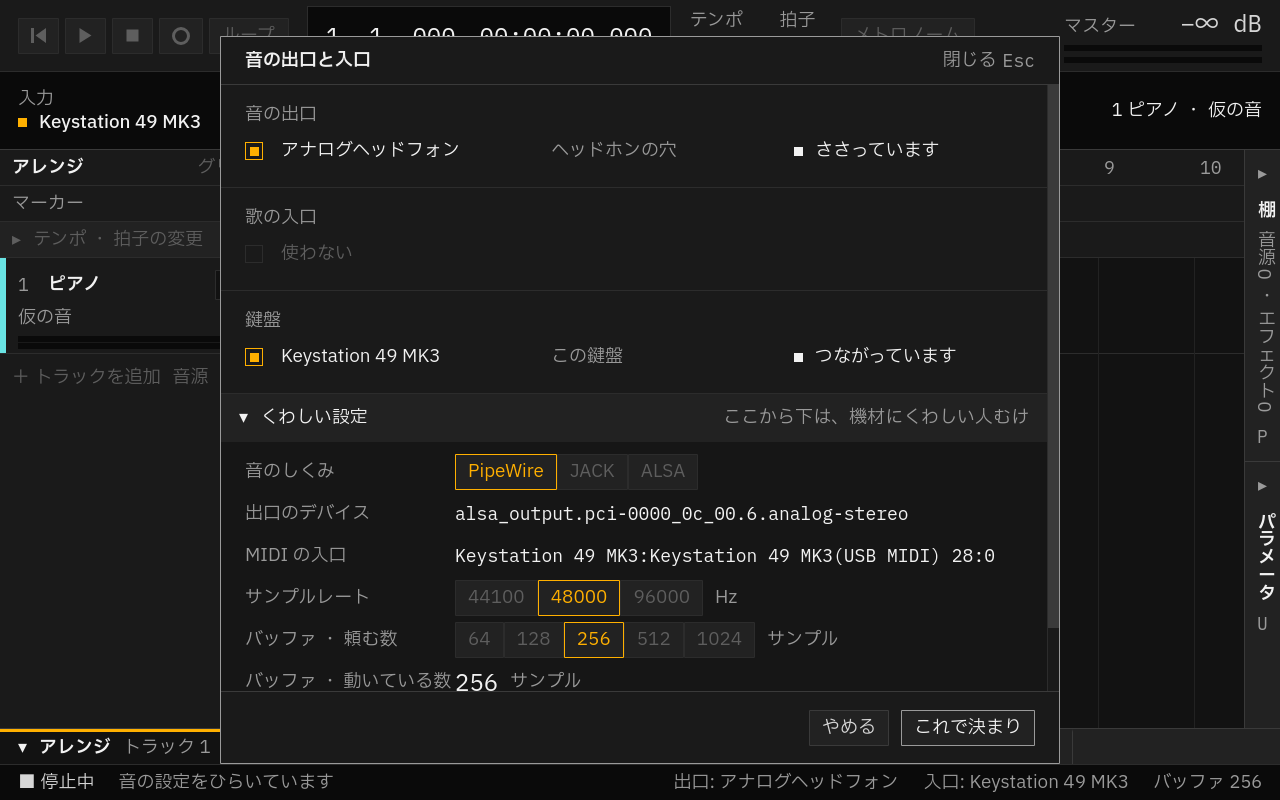 ループ
1 1 000 00:00:00.000
テンポ 拍子
メトロノーム
マスター −∞ dB
音の出口と入口 閉じる Esc
入力
Keystation 49 MK3
1 ピアノ ・ 仮の音
音の出口
アナログヘッドフォン ヘッドホンの穴 ささっています
アレンジ
9 10
マーカー
テンポ ・ 拍子の変更
歌の入口
使わない
1 ピアノ
仮の音
鍵盤
Keystation 49 MK3 この鍵盤 つながっています
+ トラックを追加 音源
くわしい設定 ここから下は、機材にくわしい人むけ
音のしくみ PipeWire JACK ALSA
出口のデバイス alsa_output.pci-0000_0c_00.6.analog-stereo
MIDI の入口 Keystation 49 MK3:Keystation 49 MK3(USB MIDI) 28:0
サンプルレート 44100 48000 96000 Hz
バッファ ・ 頼む数 64 128 256 512 1024 サンプル
バッファ ・ 動いている数 256 サンプル
やめる これで決まり
棚 音源0 ・ エフェクト0 P
パラメータ U
アレンジ トラック 1
停止中 音の設定をひらいています 出口: アナログヘッドフォン 入口: Keystation 49 MK3 バッファ 256